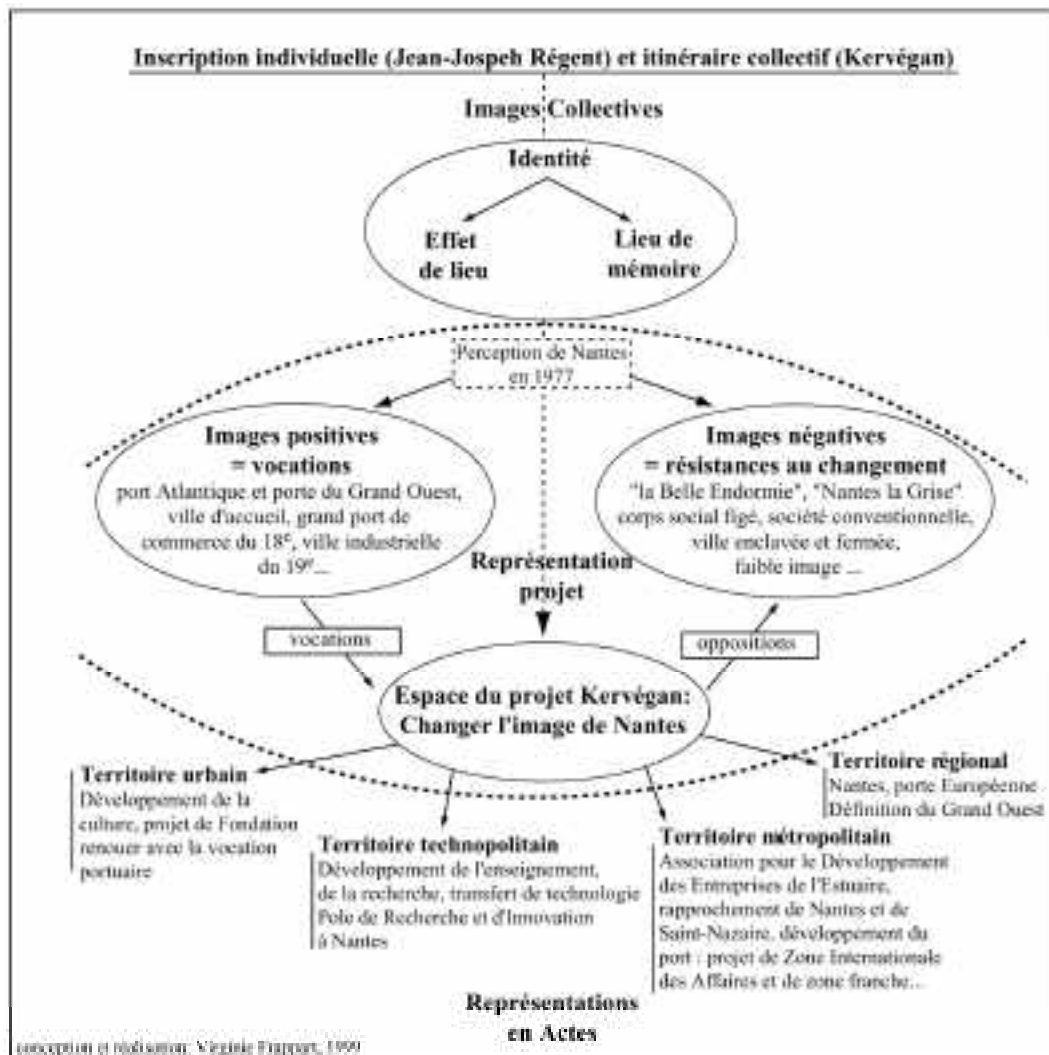 Inscription individuelle (Jean-Jospeh Régent) et itinéraire collectif (Kervégan)
Images Collectives
Identité
Effet
de lieu
Lieu de
mémoire
Perception de Nantes
en 1977
Images positives
= vocations
port Atlantique et porte du Grand Ouest,
ville d'accueil, grand port de
commerce du 18e, ville industrielle
du 19e...
Images négatives
= résistances au changement
"la Belle Endormie", "Nantes la Grise"
corps social figé, société conventionnelle,
ville enclavée et fermée,
faible image ...
Représentation
projet
vocations
oppositions
Espace du projet Kervégan:
Changer l'image de Nantes
Territoire urbain
Développement de la
culture, projet de Fondation
renouer avec la vocation
portuaire
Territoire technopolitain
Développement de l'enseignement,
de la recherche, transfert de technologie
Pole de Recherche et d'Innovation
à Nantes
Territoire métropolitain
Association pour le Développement
des Entreprises de l'Estuaire,
rapprochement de Nantes et de
Saint-Nazaire, développement du
port : projet de Zone Internationale
des Affaires et de zone franche...
Territoire régional
Nantes, porte Européenne
Définition du Grand Ouest
Représentations
en Actes
conception et réalisation: Virginie Frappart, 1999